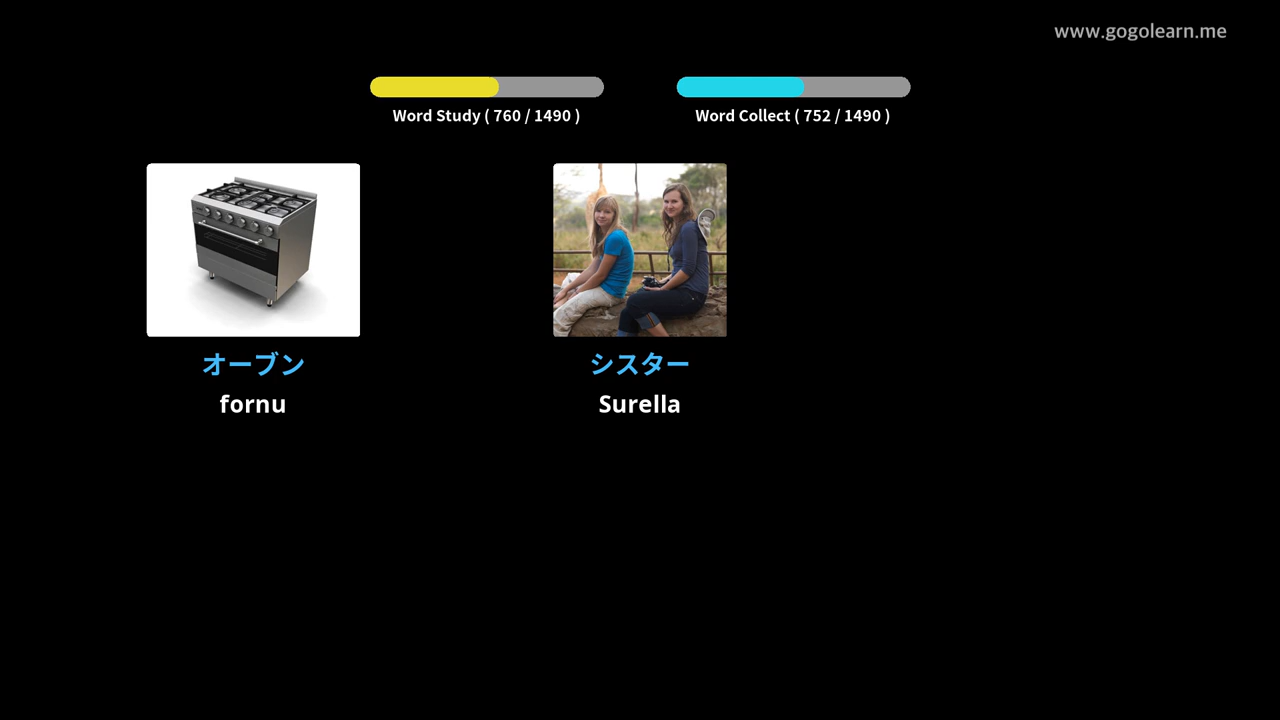 www.gogolearn.me
Word Study ( 760 / 1490 )
Word Collect ( 752 / 1490 )
オーブン
fornu
シスター
Surella